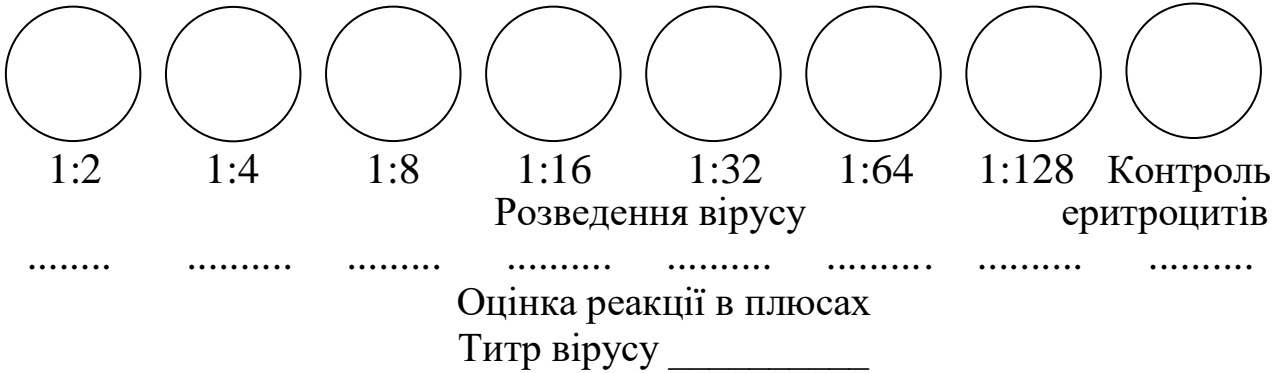 1:2 1:4 1:8 1:16 1:32 1:64 1:128 Контроль
Розведення вірусу еритроцитів
........ .......... ......... .......... .......... .......... .......... ..........
Оцінка реакції в плюсах
Титр вірусу __________